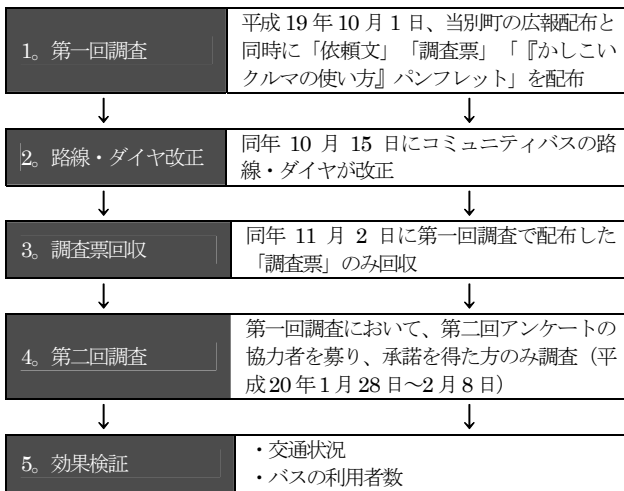 1。第一回調査
平成 19 年 10 月 1 日、当別町の広報配布と
同時に「依頼文」「調査票」「『かしこい
クルマの使い方』パンフレット」を配布
↓ ↓
2。路線・ダイヤ改正
同年 10 月 15 日にコミュニティバスの路
線・ダイヤが改正
↓ ↓
3。調査票回収
同年 11 月 2 日に第一回調査で配布した
「調査票」のみ回収
↓ ↓
4。第二回調査
第一回調査において、第二回アンケートの
協力者を募り、承諾を得た方のみ調査（平
成 20 年 1 月 28 日～2 月 8 日）
↓ ↓
5。効果検証
・交通状況
・バスの利用者数